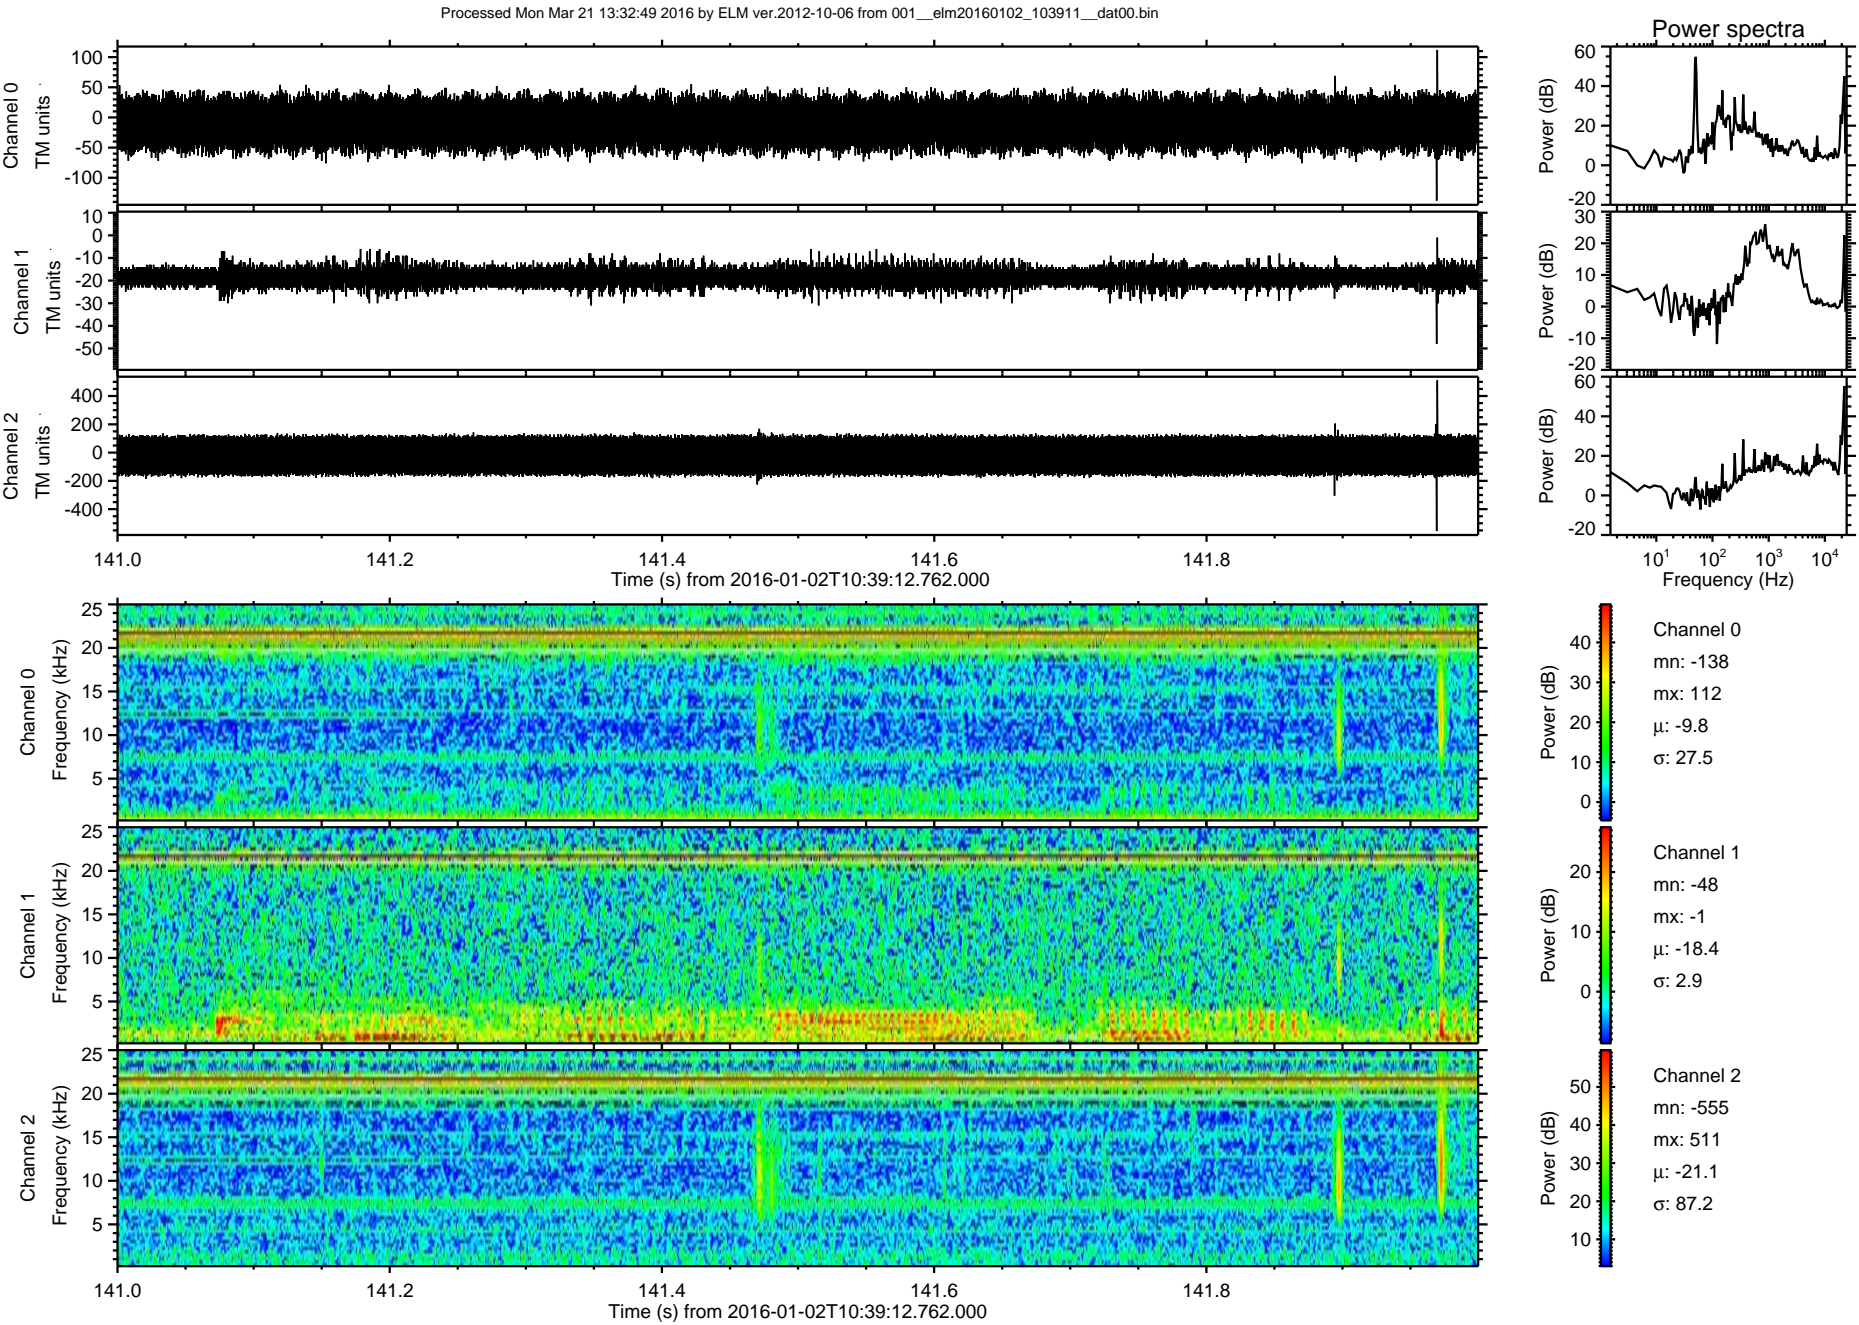 Processed Mon Mar 21 13:32:49 2016 by ELM ver.2012-10-06 from 001__elm20160102_103911__dat00.bin
Power spectra
Channel 0
TM units
100
50
0
-50
-100
Power (dB)
60
40
20
0
-20
Channel 1
TM units
10
0
-10
-20
-30
-40
-50
Power (dB)
30
20
10
0
-10
-20
Channel 2
TM units
400
200
0
-200
-400
Power (dB)
60
40
20
0
-20
141.0 141.2 141.4 141.6 141.8
Time (s) from 2016-01-02T10:39:12.762.000
10^1 10^2 10^3 10^4
Frequency (Hz)
Channel 0
Frequency (kHz)
25
20
15
10
5
Power (dB)
40
30
20
10
0
Channel 0
mn: -138
mx: 112
μ: -9.8
σ: 27.5
Channel 1
Frequency (kHz)
25
20
15
10
5
Power (dB)
20
10
0
Channel 1
mn: -48
mx: -1
μ: -18.4
σ: 2.9
Channel 2
Frequency (kHz)
25
20
15
10
5
Power (dB)
50
40
30
20
10
Channel 2
mn: -555
mx: 511
μ: -21.1
σ: 87.2
141.0 141.2 141.4 141.6 141.8
Time (s) from 2016-01-02T10:39:12.762.000